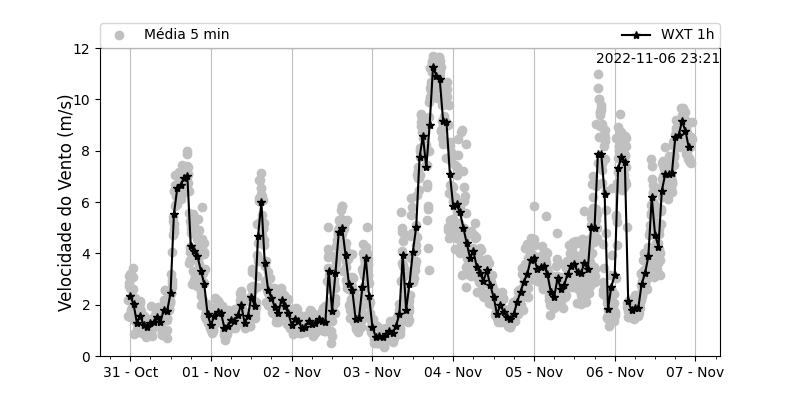 Média 5 min
WXT 1h
2022-11-06 23:21
Velocidade do Vento (m/s)
12
10
8
6
4
2
0
31 - Oct
01 - Nov
02 - Nov
03 - Nov
04 - Nov
05 - Nov
06 - Nov
07 - Nov